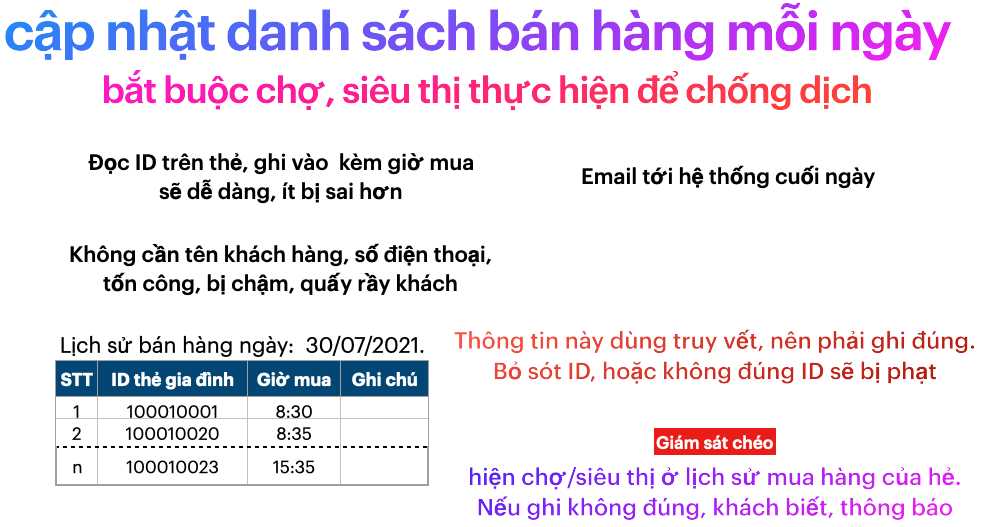 cập nhật danh sách bán hàng mỗi ngày
bắt buộc chợ, siêu thị thực hiện để chống dịch
Đọc ID trên thẻ, ghi vào kèm giờ mua
sẽ dễ dàng, ít bị sai hơn
Email tới hệ thống cuối ngày
Không cần tên khách hàng, số điện thoại,
tốn công, bị chậm, quấy rầy khách
Lịch sử bán hàng ngày: 30/07/2021.
STT ID thẻ gia đình Giờ mua Ghi chú
1 100010001 8:30
2 100010020 8:35
n 100010023 15:35
Thông tin này dùng truy vết, nên phải ghi đúng.
Bỏ sót ID, hoặc không đúng ID sẽ bị phạt
Giám sát chéo
hiện chợ/siêu thị ở lịch sử mua hàng của hẻ.
Nếu ghi không đúng, khách biết, thông báo